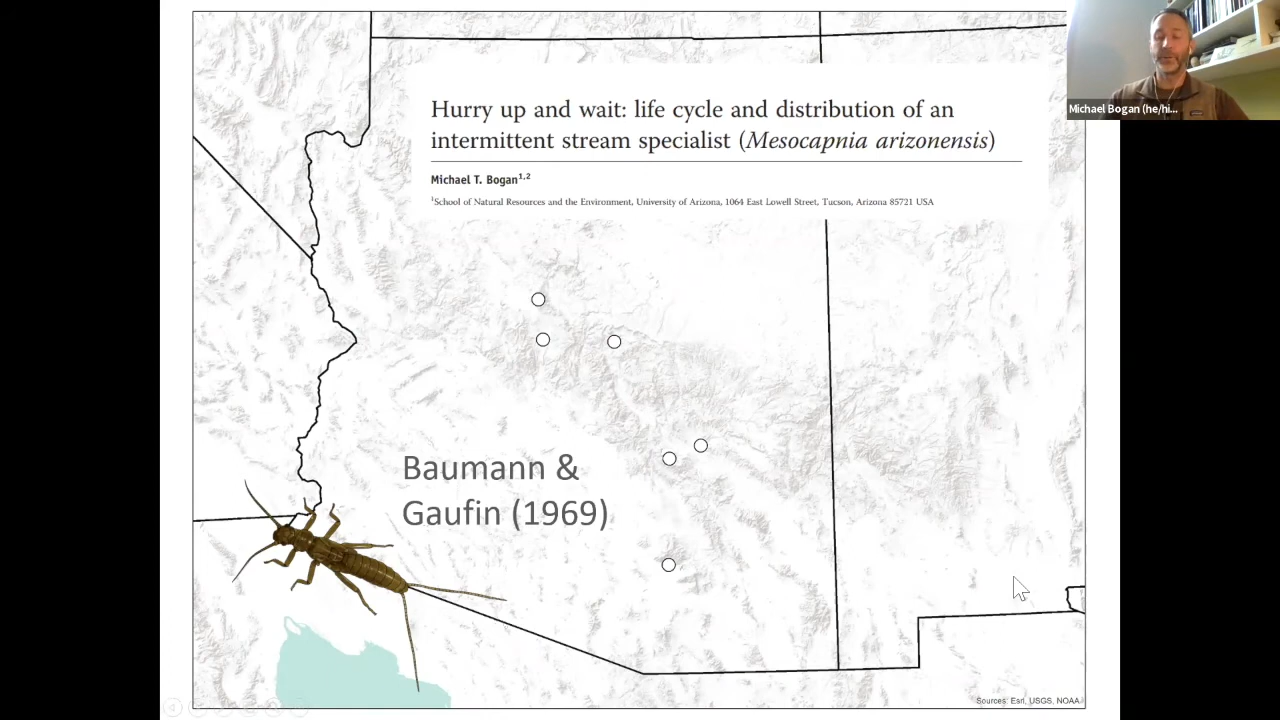 Hurry up and wait: life cycle and distribution of an
intermittent stream specialist (Mesocapnia arizonensis)
Michael T. Bogan1,2
1School of Natural Resources and the Environment, University of Arizona, 1064 East Lowell Street, Tucson, Arizona 85721 USA
Michael Bogan (he/hi...
Baumann &
Gaufin (1969)
Sources: Esri, USGS, NOAA